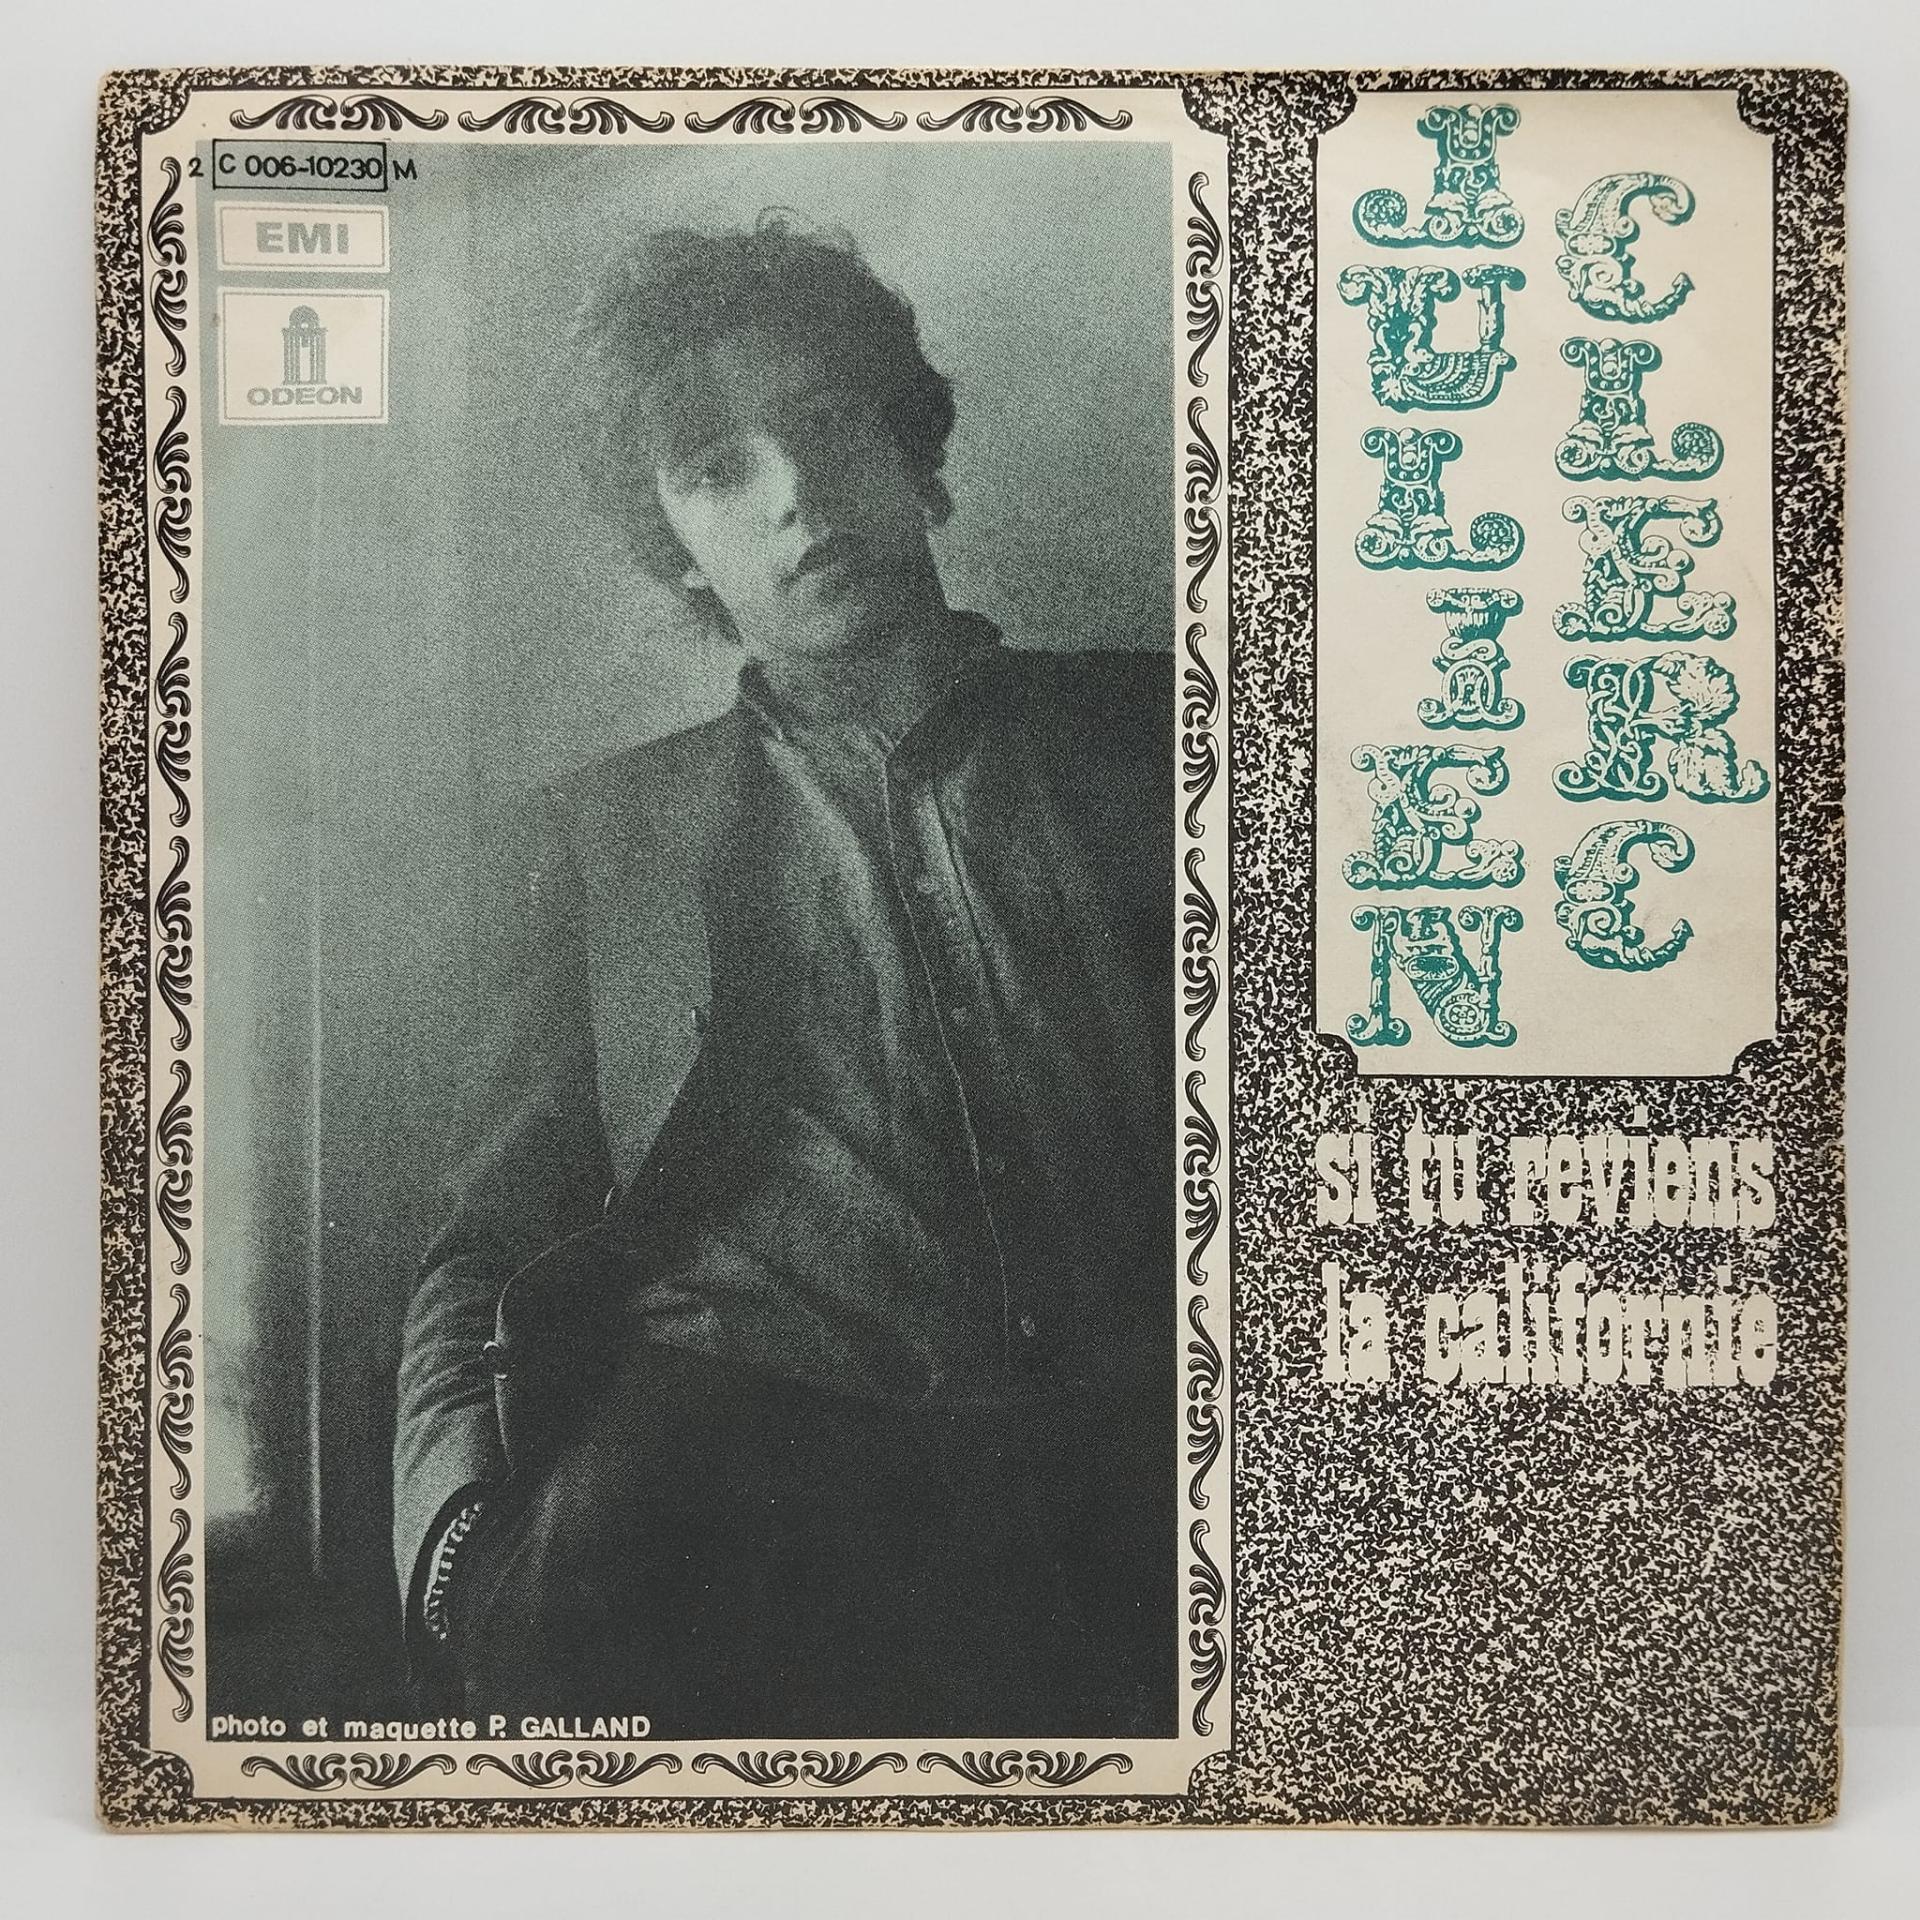 2 C 006-10230 M
EMI
ODEON
JULIEN
CLERC
si tu reviens
la californie
photo et maquette P. GALLAND